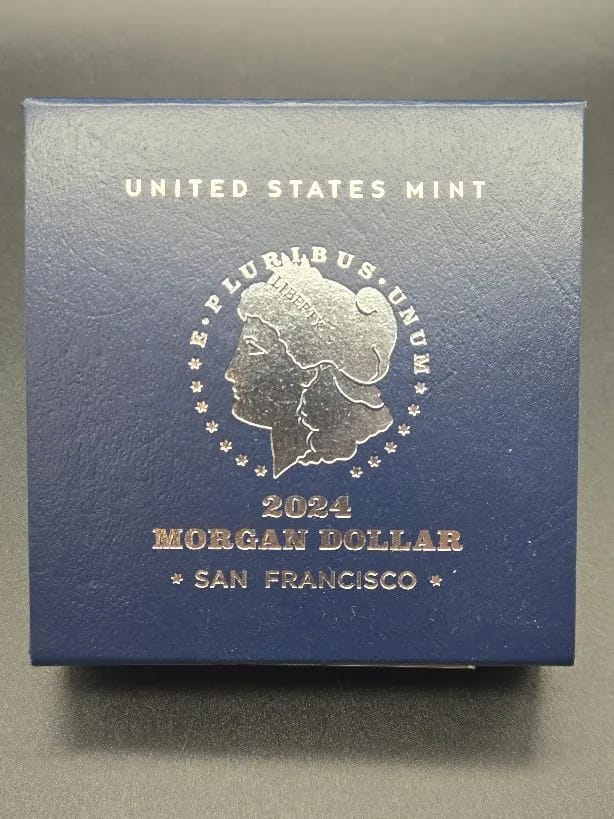 UNITED STATES MINT
E · PLURIBUS · UNUM
LIBERTY
2024
MORGAN DOLLAR
* SAN FRANCISCO *